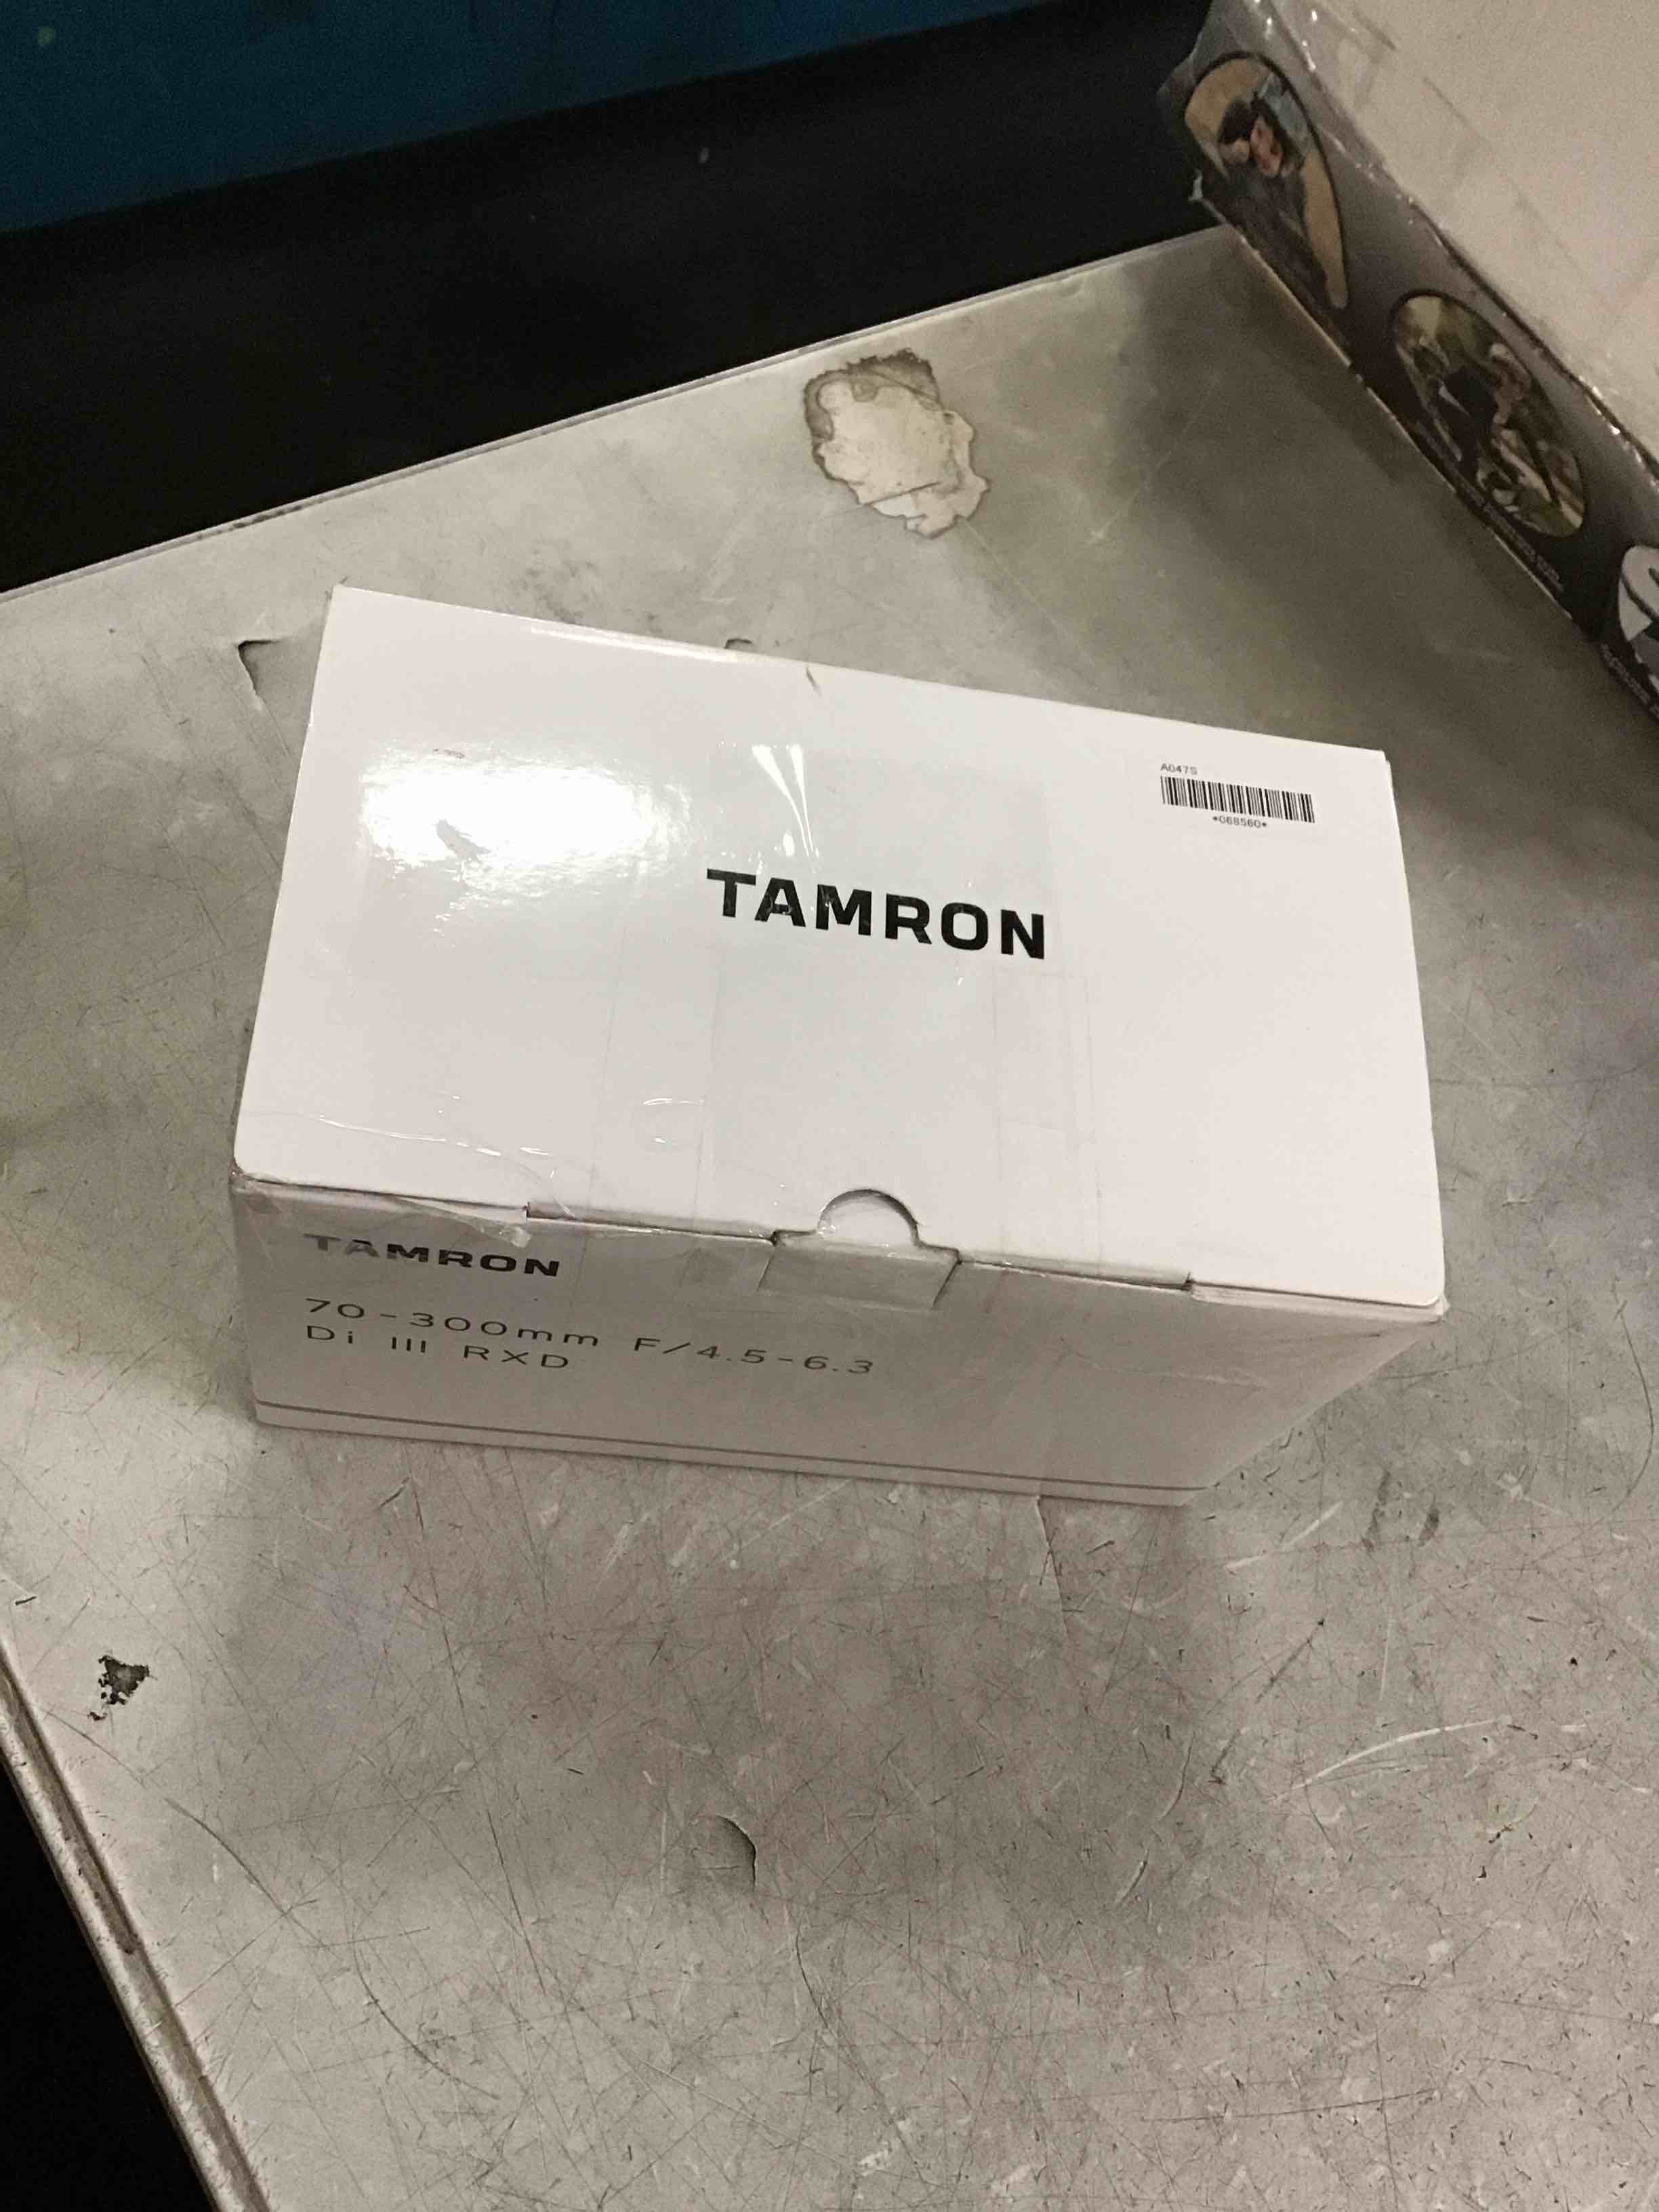 A047S
*068560*
TAMRON
TAMRON
70-300mm F/4.5-6.3
Di III RXD